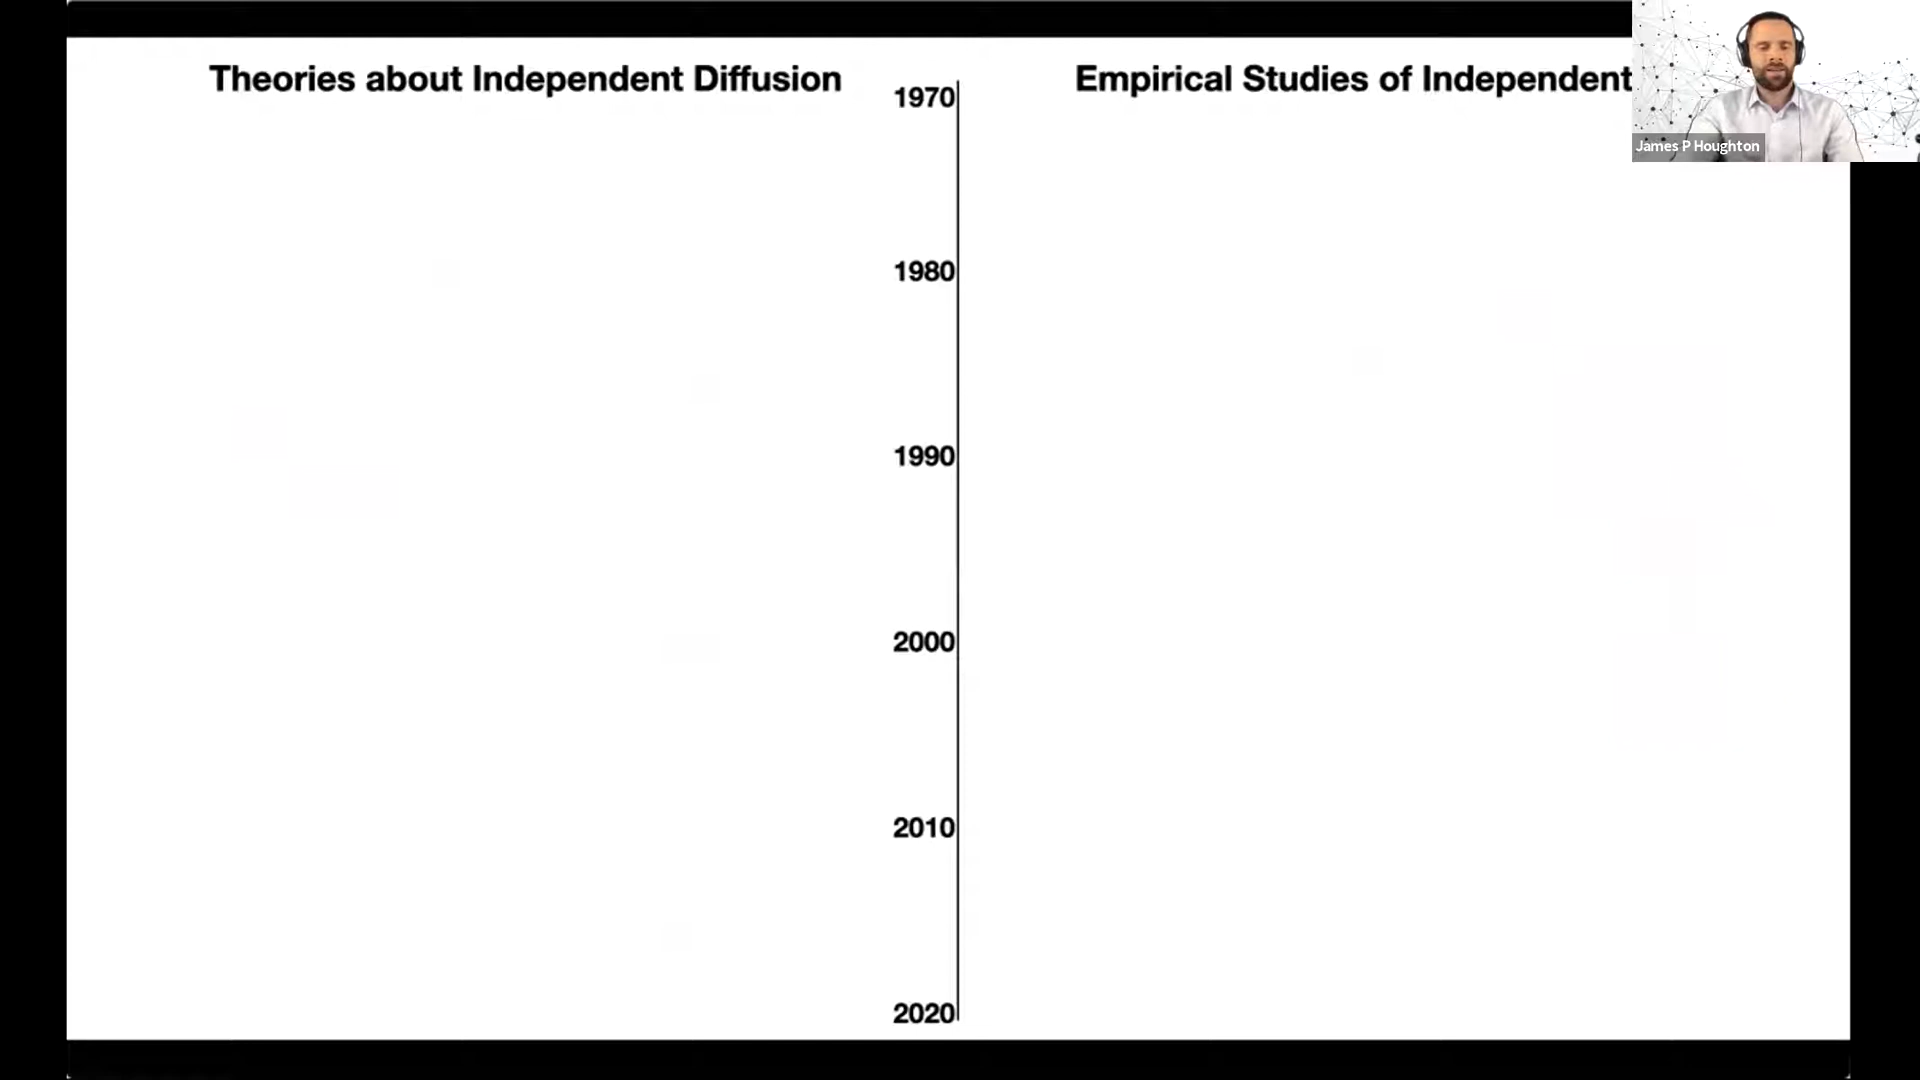 Theories about Independent Diffusion
Empirical Studies of Independent
James P Houghton
1970
1980
1990
2000
2010
2020